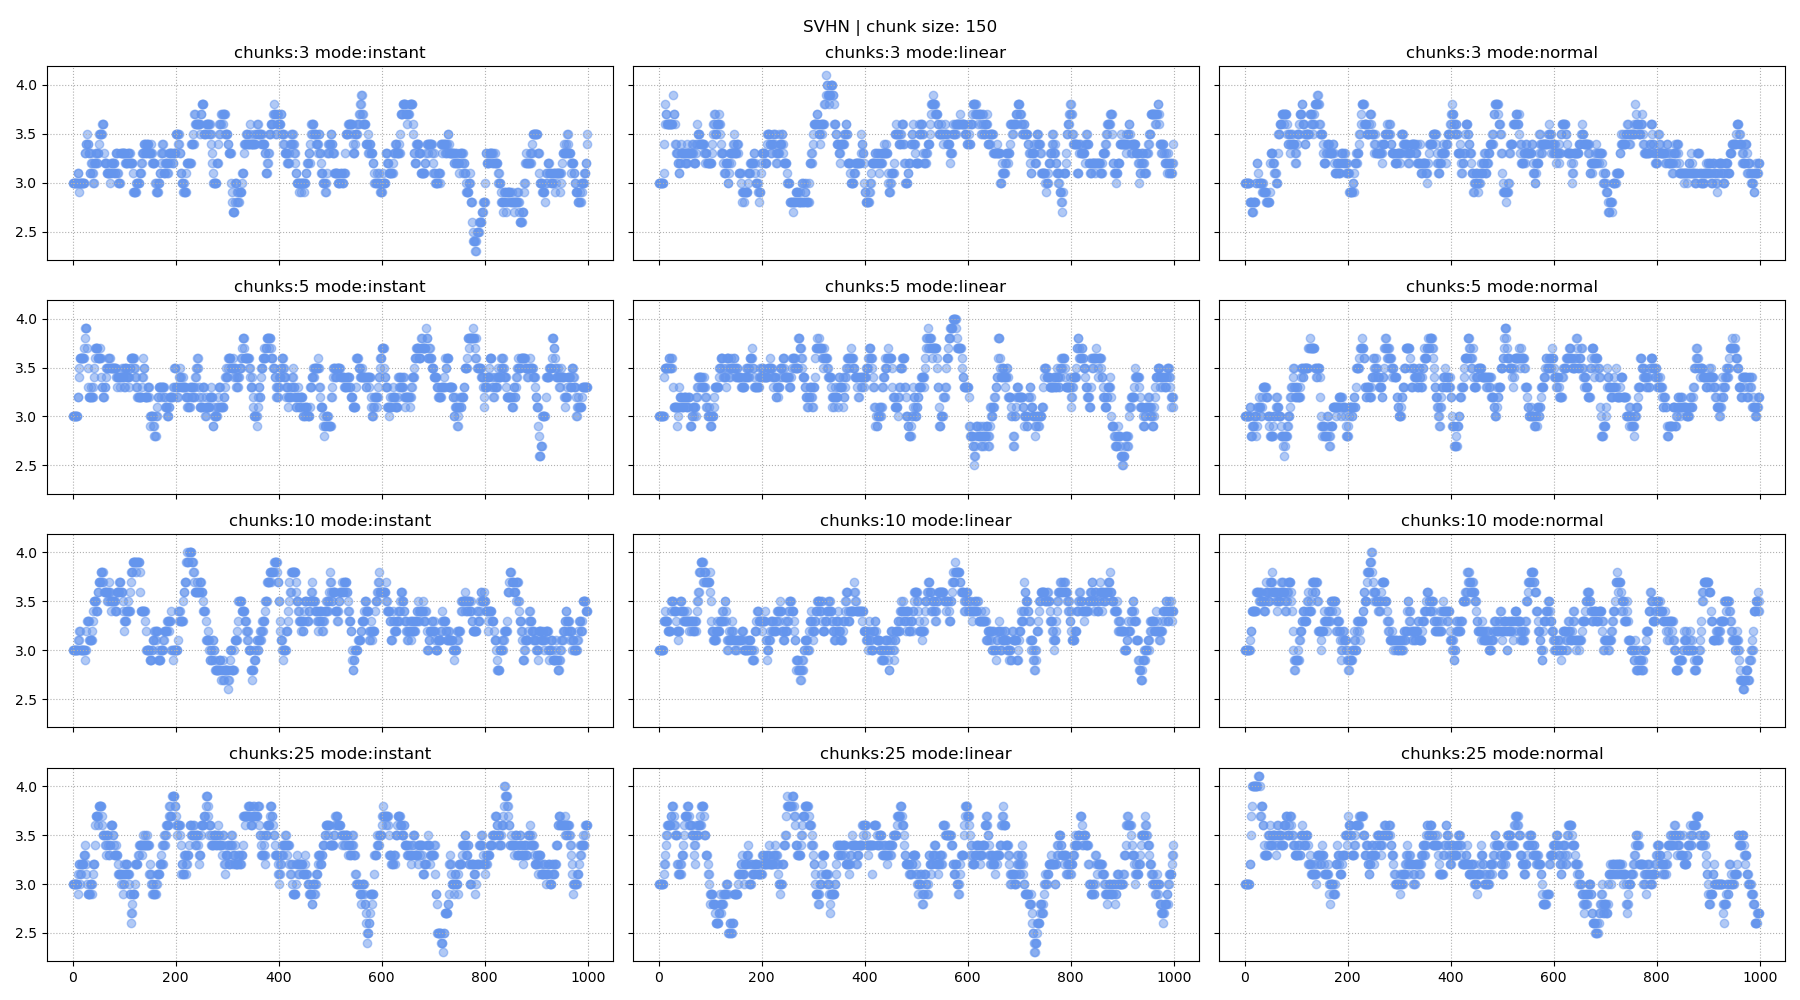 SVHN | chunk size: 150
chunks:3 mode:instant
chunks:3 mode:linear
chunks:3 mode:normal
4.0
3.5
3.0
2.5
chunks:5 mode:instant
chunks:5 mode:linear
chunks:5 mode:normal
4.0
3.5
3.0
2.5
chunks:10 mode:instant
chunks:10 mode:linear
chunks:10 mode:normal
4.0
3.5
3.0
2.5
chunks:25 mode:instant
chunks:25 mode:linear
chunks:25 mode:normal
4.0
3.5
3.0
2.5
0 200 400 600 800 1000
0 200 400 600 800 1000
0 200 400 600 800 1000